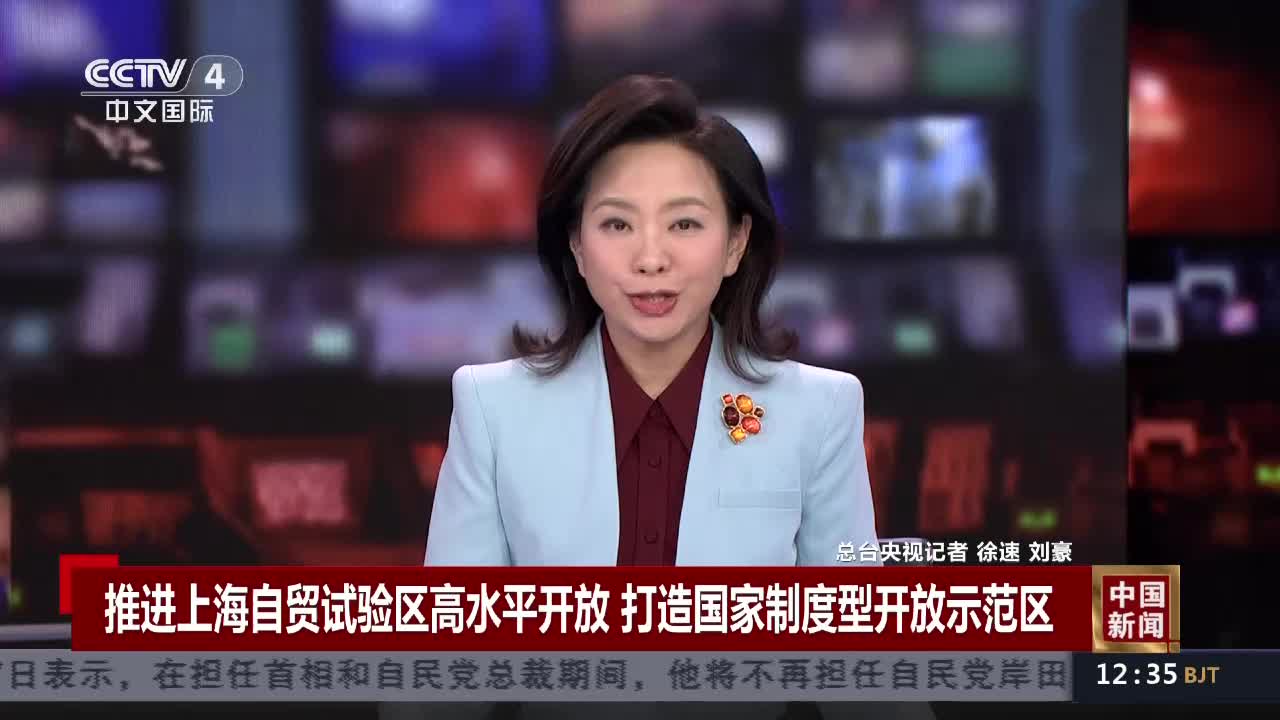 CCTV 4
中文国际
总台央视记者 徐速 刘豪
推进上海自贸试验区高水平开放 打造国家制度型开放示范区
中国
新闻
日表示，在担任首相和自民党总裁期间，他将不再担任自民党岸田
12:35 BJT